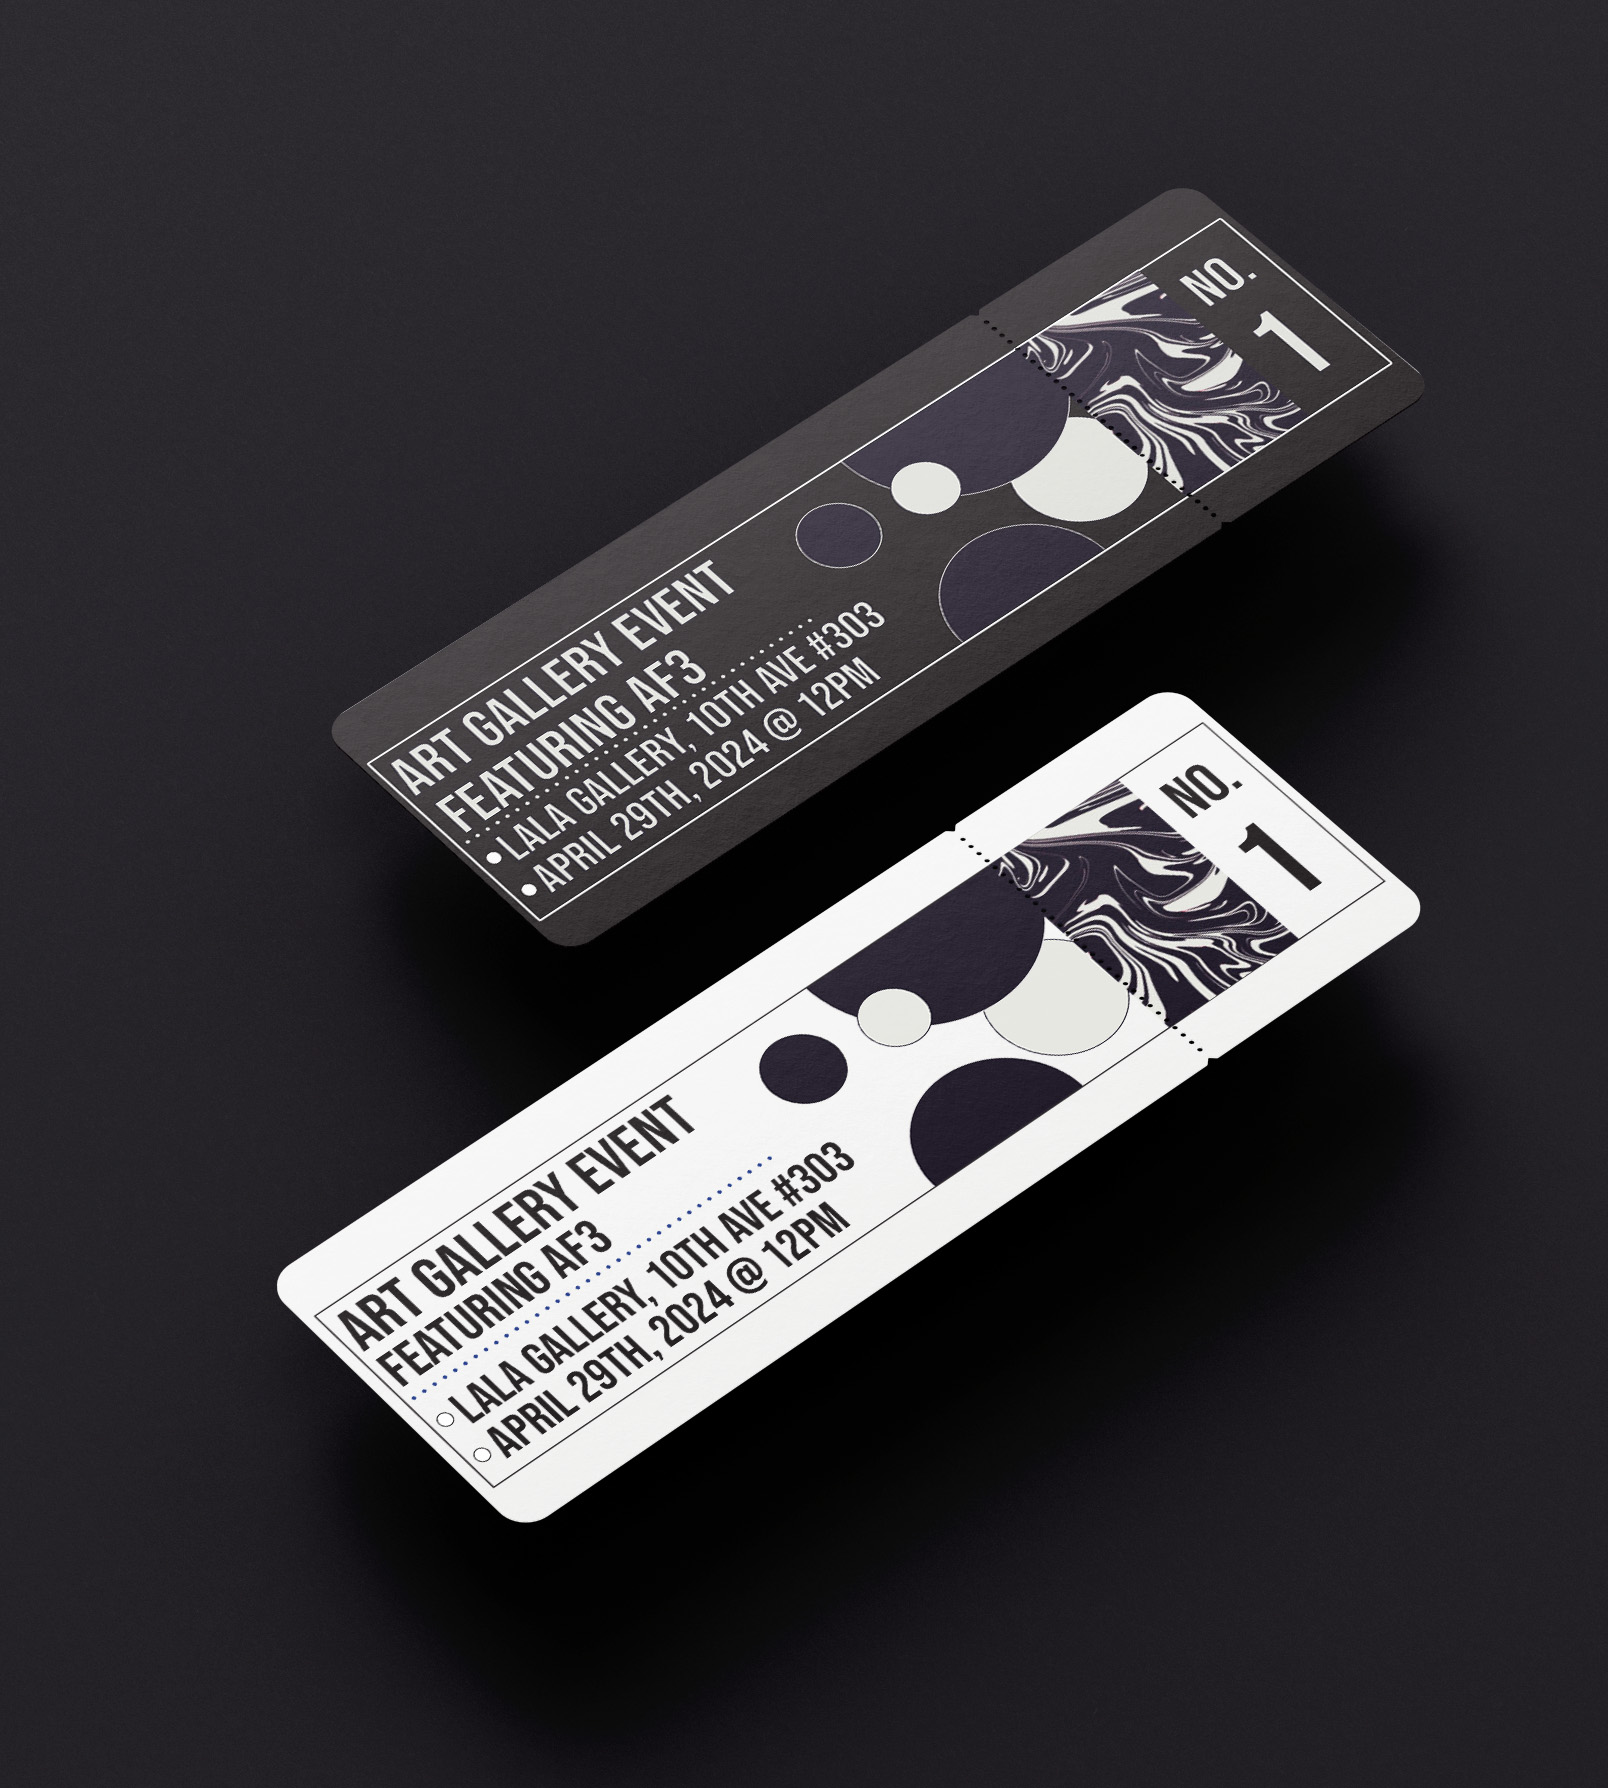 ART GALLERY EVENT
FEATURING AF3
LALA GALLERY, 10TH AVE #303
APRIL 29TH, 2024 @ 12PM
NO.
1
ART GALLERY EVENT
FEATURING AF3
LALA GALLERY, 10TH AVE #303
APRIL 29TH, 2024 @ 12PM
NO.
1